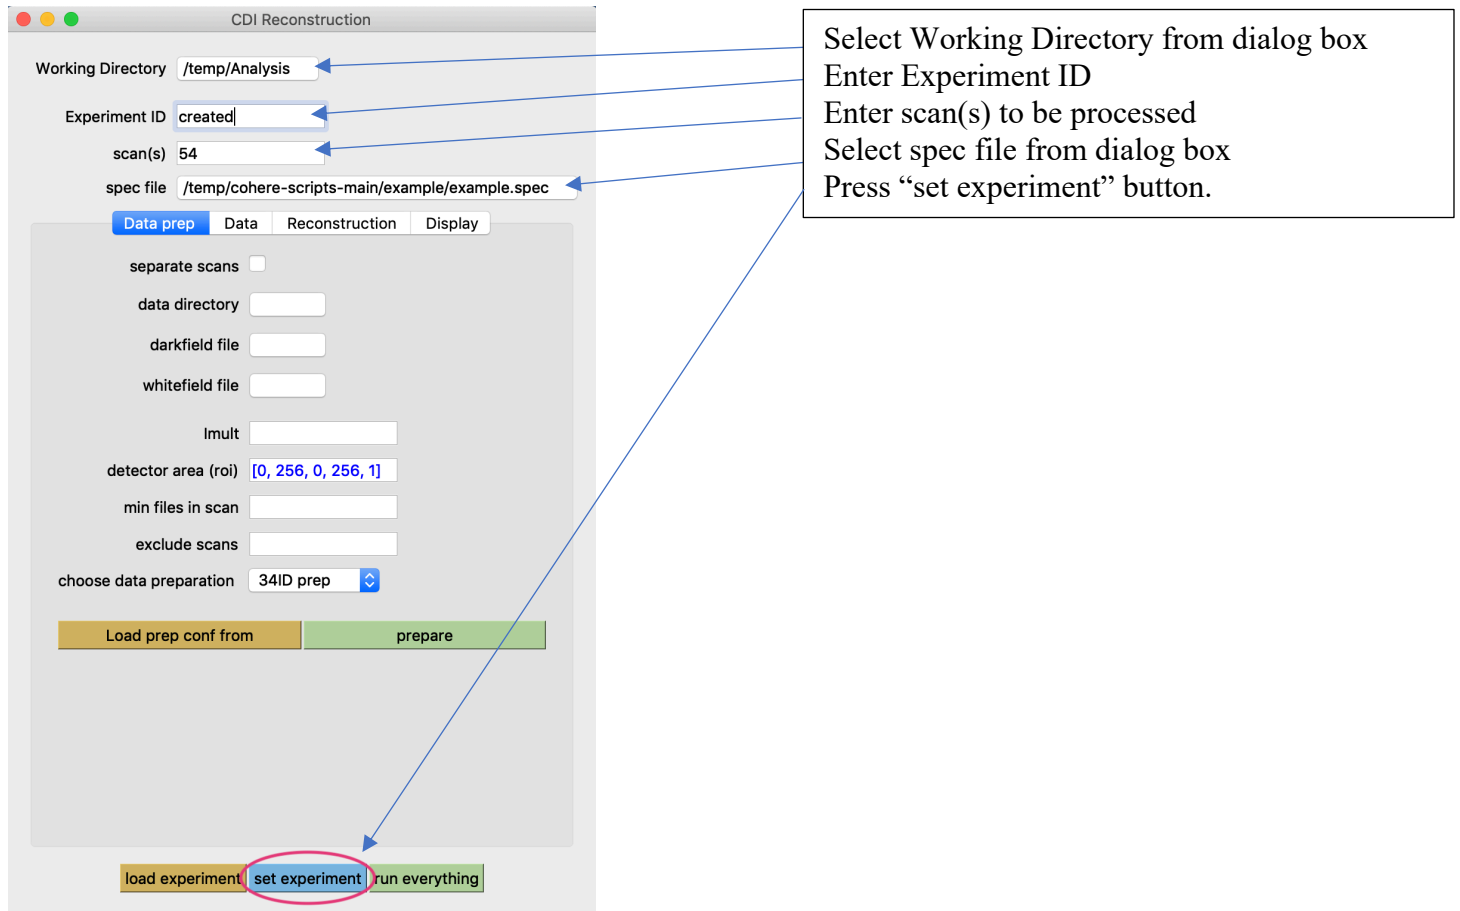 CDI Reconstruction
Working Directory /temp/Analysis
Experiment ID created
scan(s) 54
spec file /temp/cohere-scripts-main/example/example.spec
Data prep Data Reconstruction Display
separate scans
data directory
darkfield file
whitefield file
Imult
detector area (roi) [0, 256, 0, 256, 1]
min files in scan
exclude scans
choose data preparation 34ID prep
Load prep conf from prepare
load experiment set experiment run everything
Select Working Directory from dialog box
Enter Experiment ID
Enter scan(s) to be processed
Select spec file from dialog box
Press “set experiment” button.